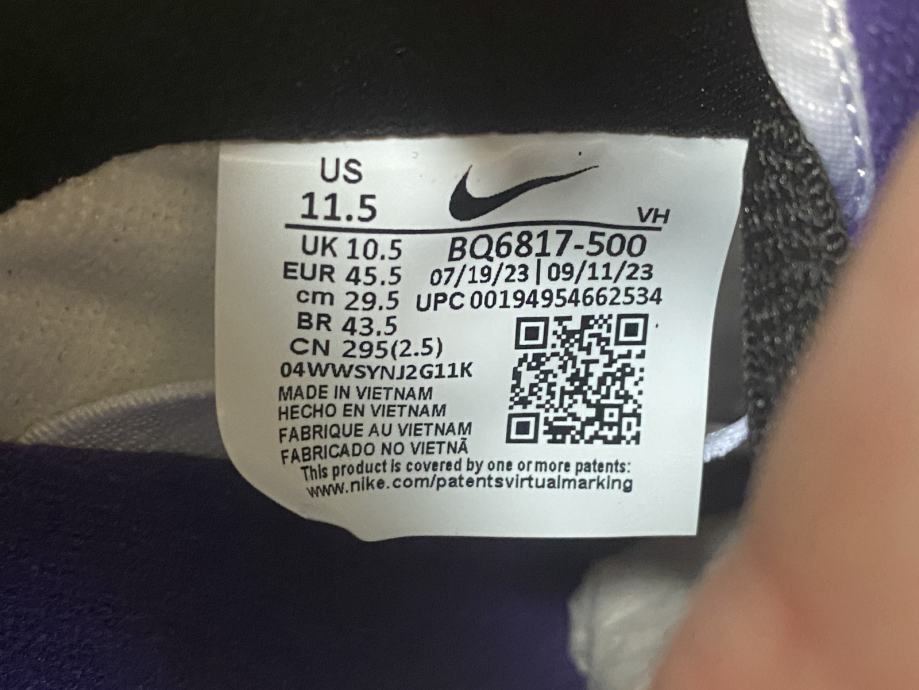 US
11.5
VH
UK 10.5
BQ6817-500
EUR 45.5
07/19/23 | 09/11/23
cm 29.5
UPC 00194954662534
BR 43.5
CN 295(2.5)
04WWSYNJ2G11K
MADE IN VIETNAM
HECHO EN VIETNAM
FABRIQUE AU VIETNAM
FABRICADO NO VIETNÃ
This product is covered by one or more patents:
www.nike.com/patentsvirtualmarking